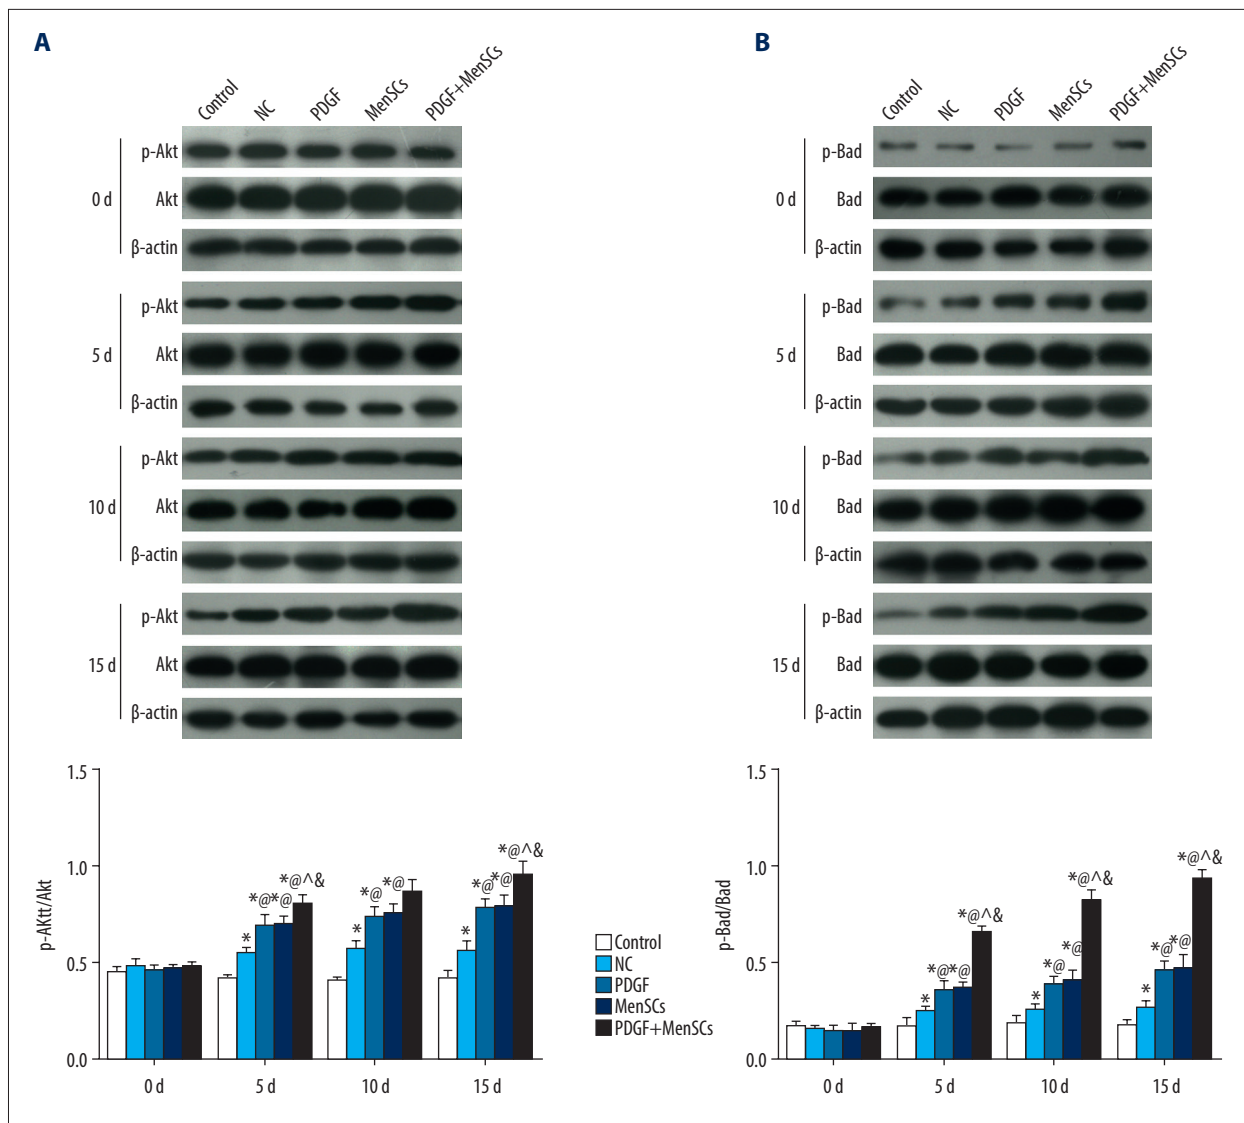 A
Control NC PDGF MenSCs PDGF+MenSCs
p-Akt
0 d Akt
β-actin
p-Akt
5 d Akt
β-actin
p-Akt
10 d Akt
β-actin
p-Akt
15 d Akt
β-actin
B
Control NC PDGF MenSCs PDGF+MenSCs
p-Bad
0 d Bad
β-actin
p-Bad
5 d Bad
β-actin
p-Bad
10 d Bad
β-actin
p-Bad
15 d Bad
β-actin
p-AKtt/Akt
1.5
1.0
0.5
0.0
* *@ *@ *@^&
* *@ *@
* *@ *@ *@^&
0 d 5 d 10 d 15 d
Control
NC
PDGF
MenSCs
PDGF+MenSCs
p-Bad/Bad
1.5
1.0
0.5
0.0
* *@ *@ *@^&
* *@ *@ *@^&
* *@ *@ *@^&
0 d 5 d 10 d 15 d